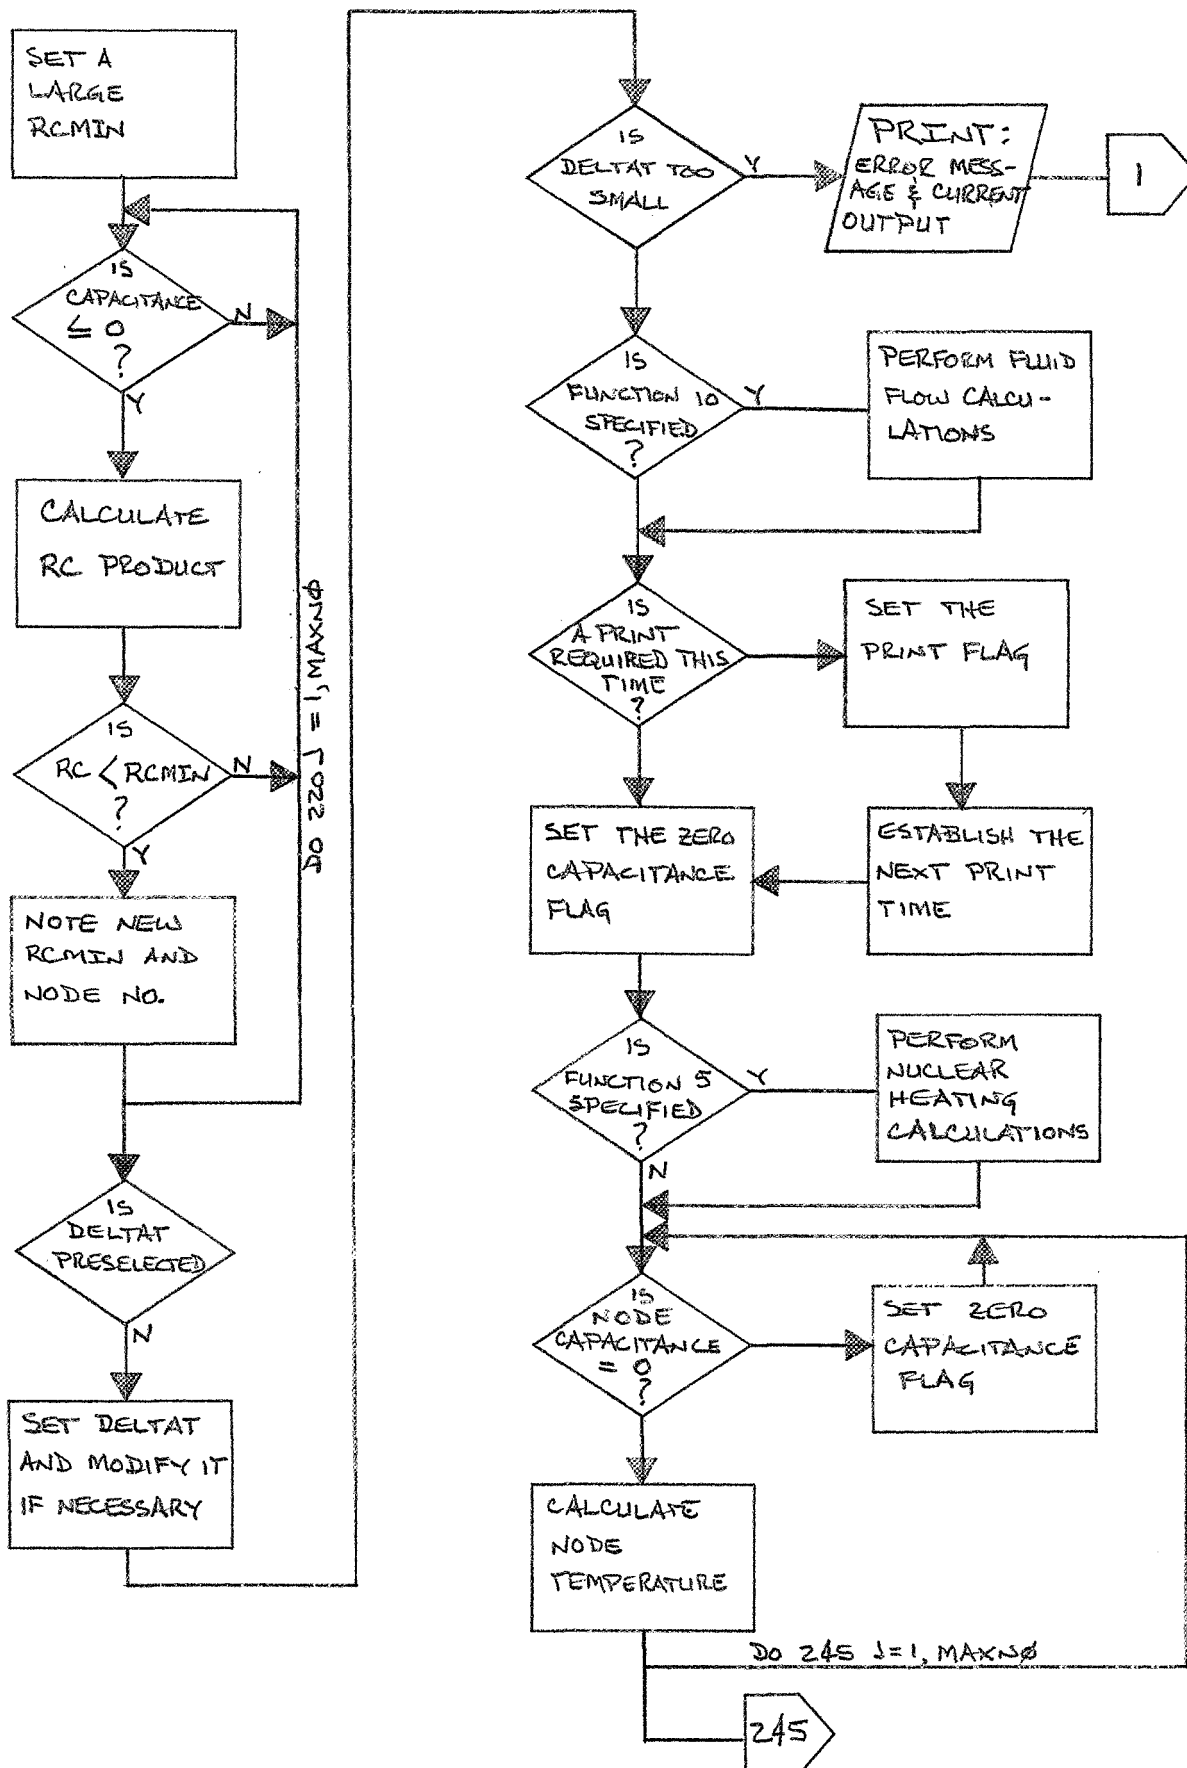 SET A
LARGE
RCMIN
IS
CAPACITANCE
≤ 0
?
N
Y
CALCULATE
RC PRODUCT
IS
RC < RCMIN
?
N
Y
NOTE NEW
RCMIN AND
NODE NO.
DO 220 J = 1, MAXNØ
IS
DELTAT
PRESELECTED
N
SET DELTAT
AND MODIFY IT
IF NECESSARY
IS
DELTAT TOO
SMALL
Y
PRINT:
ERROR MESS-
AGE & CURRENT
OUTPUT
1
IS
FUNCTION 10
SPECIFIED
?
Y
PERFORM FLUID
FLOW CALCU-
LATIONS
IS
A PRINT
REQUIRED THIS
TIME
?
SET THE
PRINT FLAG
SET THE ZERO
CAPACITANCE
FLAG
ESTABLISH THE
NEXT PRINT
TIME
IS
FUNCTION 5
SPECIFIED
?
Y
N
PERFORM
NUCLEAR
HEATING
CALCULATIONS
IS
NODE
CAPACITANCE
= 0
?
SET ZERO
CAPACITANCE
FLAG
CALCULATE
NODE
TEMPERATURE
DO 245 J=1, MAXNØ
245